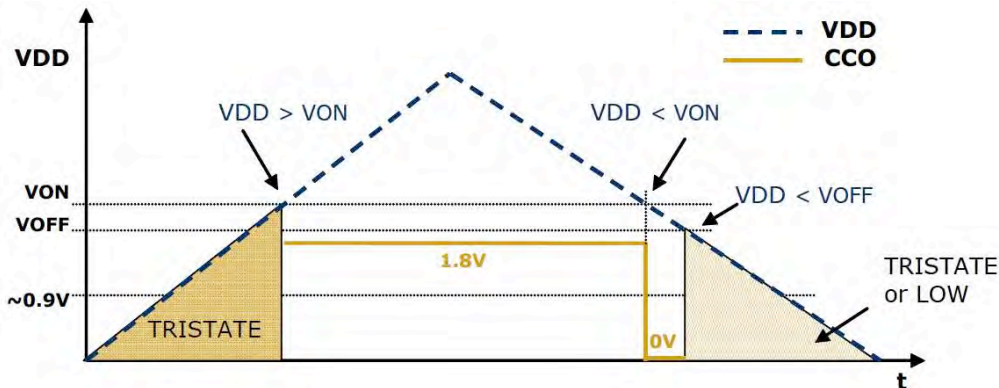 VDD
VDD
CCO
VDD > VON
VDD < VON
VON
VOFF
VDD < VOFF
1.8V
~0.9V
TRISTATE
0V
TRISTATE
or LOW
t